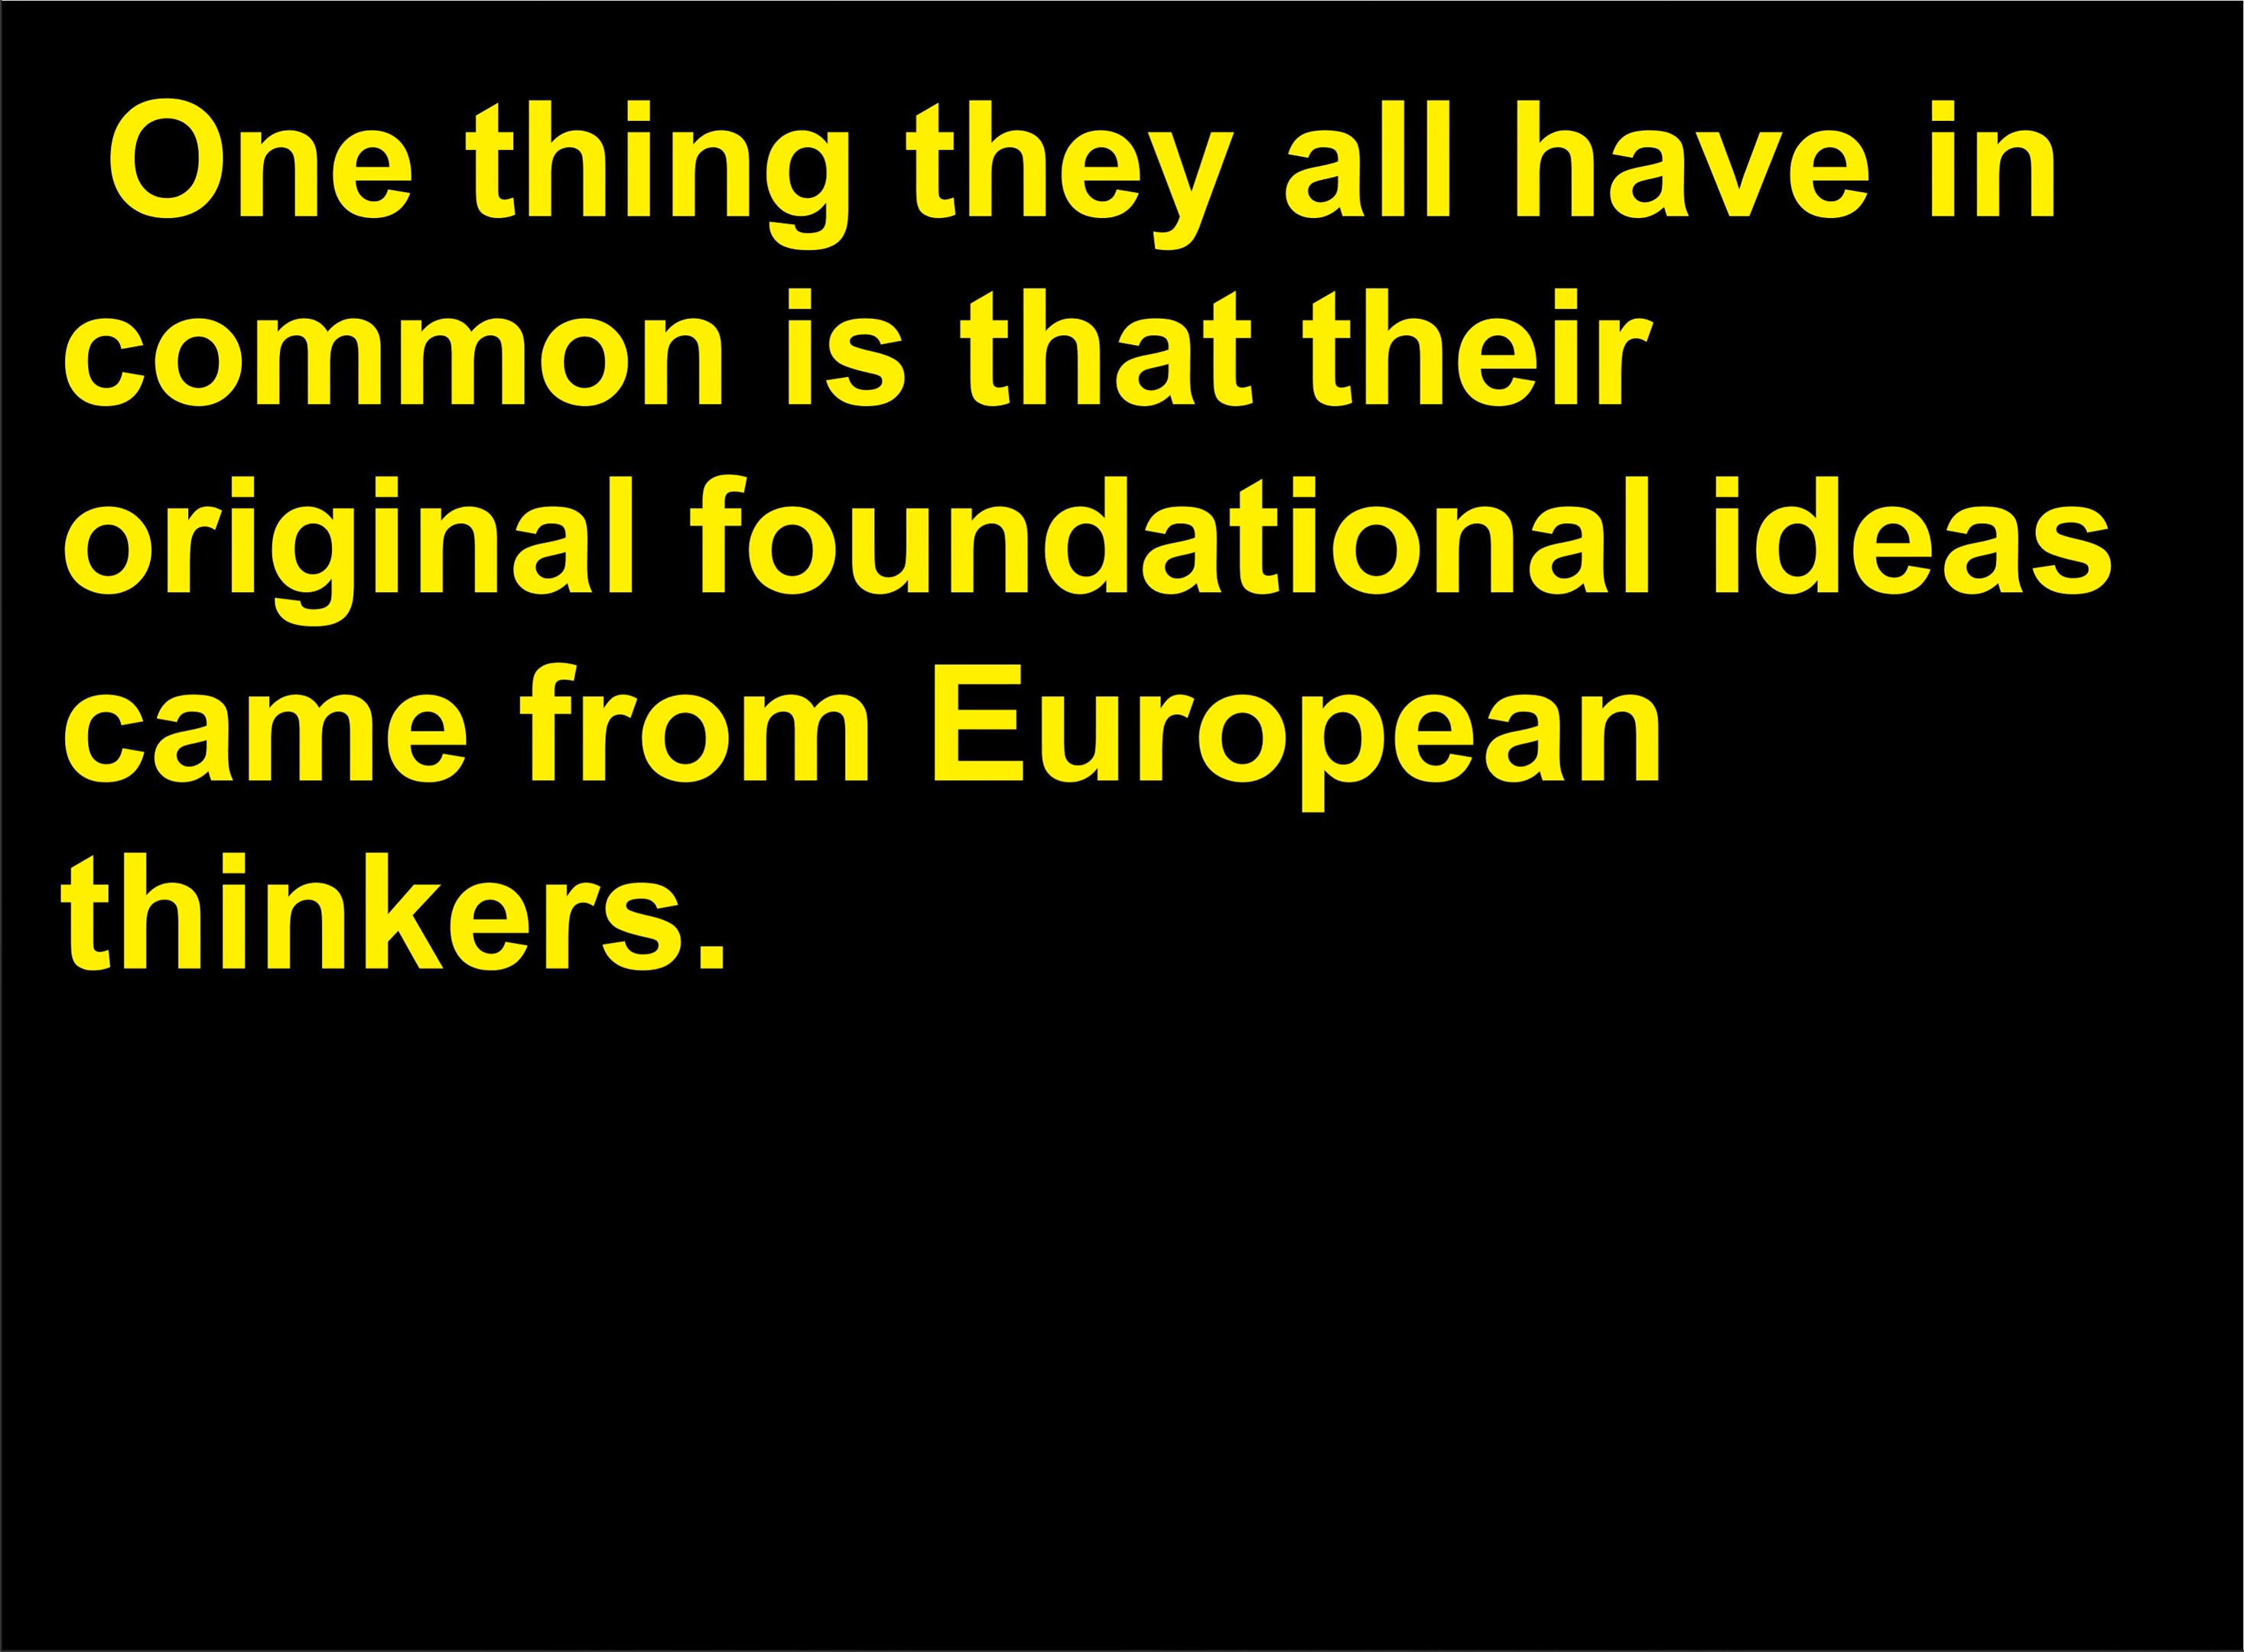 One thing they all have in
common is that their
original foundational ideas
came from European
thinkers.